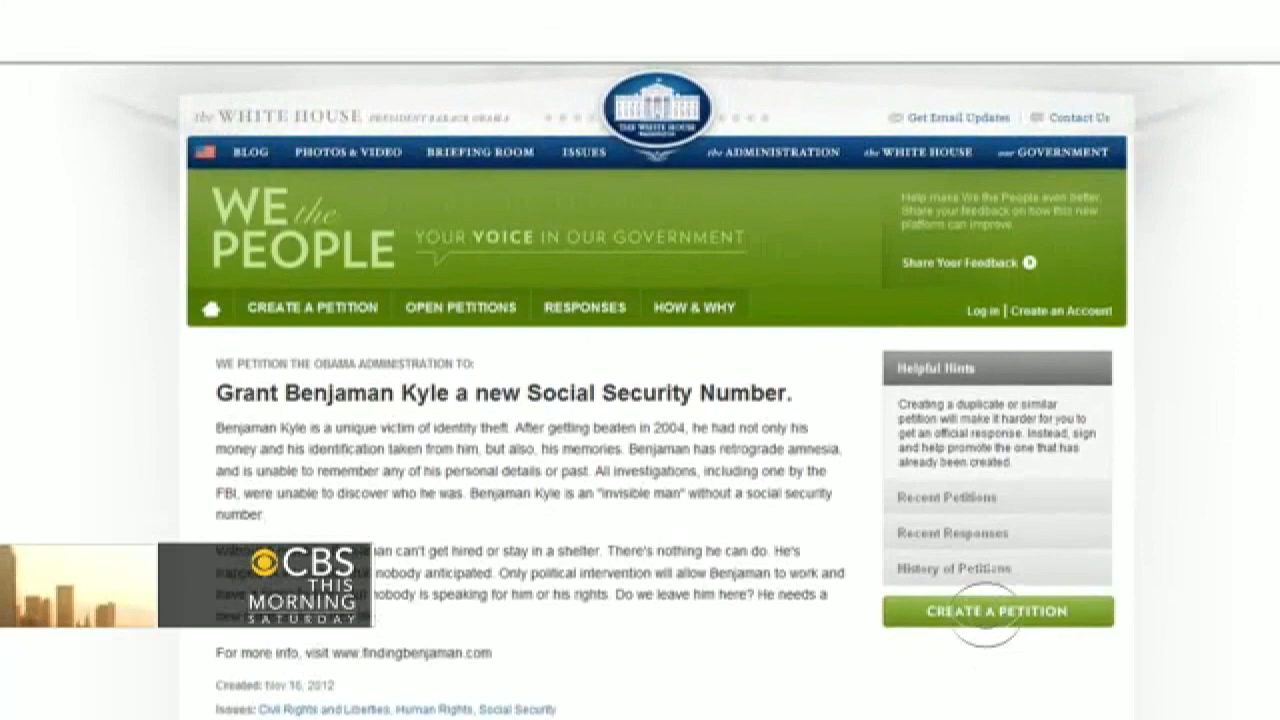 the WHITE HOUSE PRESIDENT BARACK OBAMA
THE WHITE HOUSE
Get Email Updates | Contact Us
BLOG PHOTOS & VIDEO BRIEFING ROOM ISSUES the ADMINISTRATION the WHITE HOUSE our GOVERNMENT
WE the
PEOPLE
YOUR VOICE IN OUR GOVERNMENT
Help make We the People even better.
Share your feedback on how this new
platform can improve.
Share Your Feedback
CREATE A PETITION OPEN PETITIONS RESPONSES HOW & WHY
Log in | Create an Account
WE PETITION THE OBAMA ADMINISTRATION TO:
Grant Benjaman Kyle a new Social Security Number.
Benjaman Kyle is a unique victim of identity theft. After getting beaten in 2004, he had not only his
money and his identification taken from him, but also, his memories. Benjaman has retrograde amnesia,
and is unable to remember any of his personal details or past. All investigations, including one by the
FBI, were unable to discover who he was. Benjaman Kyle is an "invisible man" without a social security
number.
can't get hired or stay in a shelter. There's nothing he can do. He's
nobody anticipated. Only political intervention will allow Benjaman to work and
nobody is speaking for him or his rights. Do we leave him here? He needs a
For more info, visit www.findingbenjaman.com
Created: Nov 16, 2012
Issues: Civil Rights and Liberties, Human Rights, Social Security
Helpful Hints
Creating a duplicate or similar
petition will make it harder for you to
get an official response. Instead, sign
and help promote the one that has
already been created.
Recent Petitions
Recent Responses
History of Petitions
CREATE A PETITION
CBS
THIS
MORNING
SATURDAY